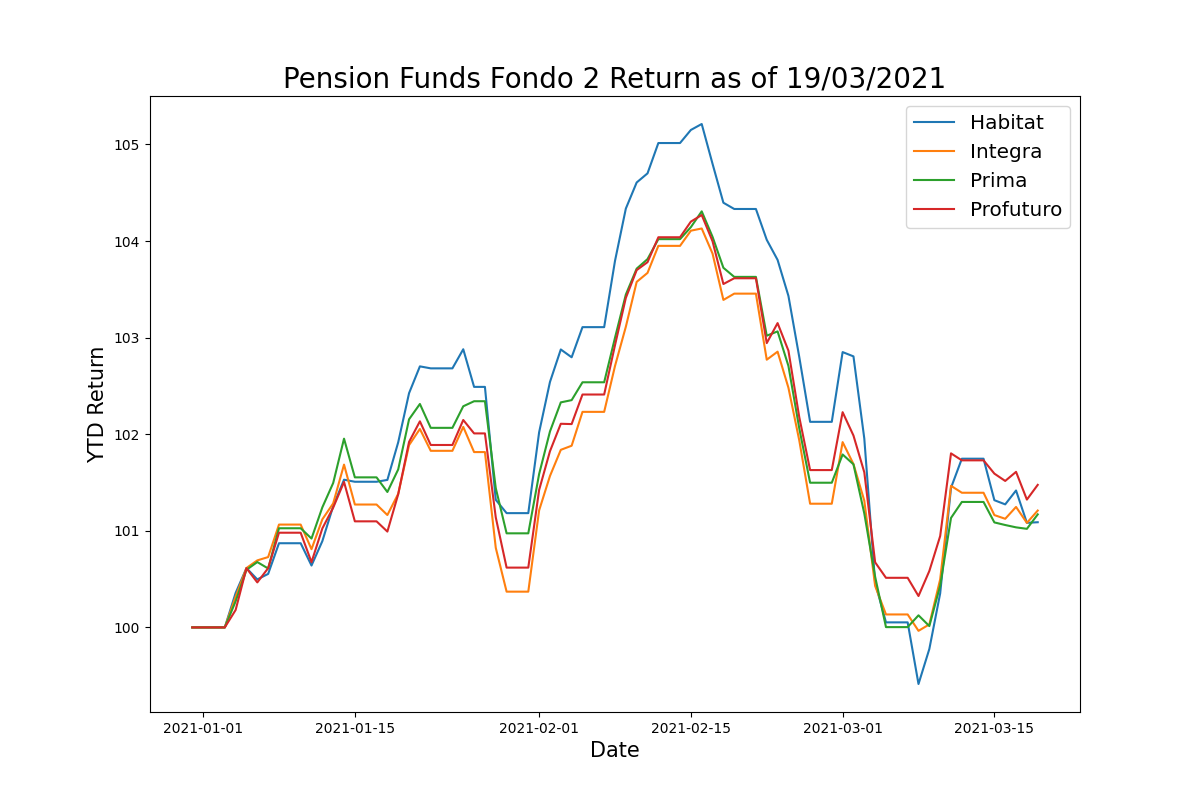 Pension Funds Fondo 2 Return as of 19/03/2021
Habitat
Integra
Prima
Profuturo
YTD Return
105
104
103
102
101
100
2021-01-01 2021-01-15 2021-02-01 2021-02-15 2021-03-01 2021-03-15
Date